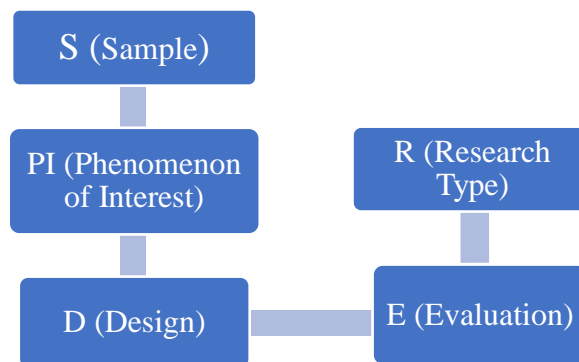 S (Sample)
PI (Phenomenon
of Interest)
D (Design)
E (Evaluation)
R (Research
Type)